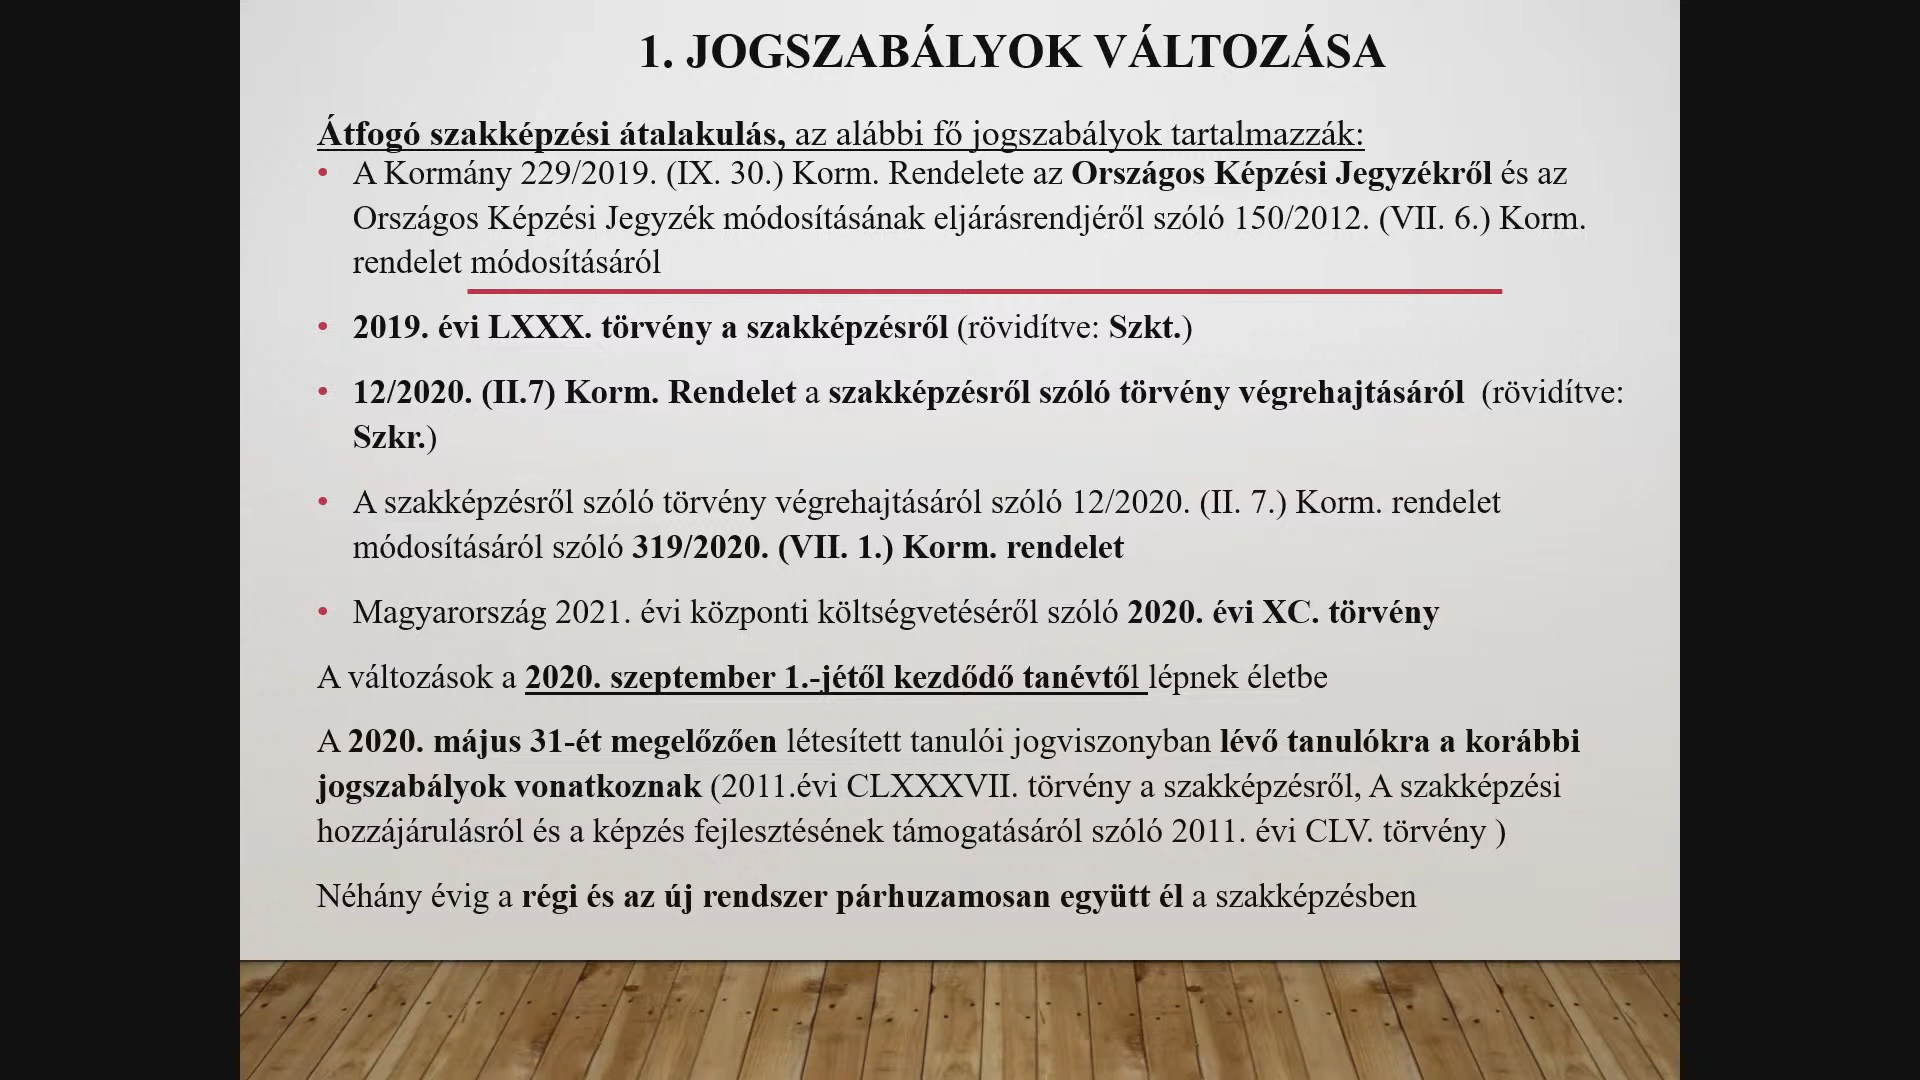 1. JOGSZABÁLYOK VÁLTOZÁSA
Átfogó szakképzési átalakulás, az alábbi fő jogszabályok tartalmazzák:
• A Kormány 229/2019. (IX. 30.) Korm. Rendelete az Országos Képzési Jegyzékről és az
Országos Képzési Jegyzék módosításának eljárásrendjéről szóló 150/2012. (VII. 6.) Korm.
rendelet módosításáról
• 2019. évi LXXX. törvény a szakképzésről (rövidítve: Szkt.)
• 12/2020. (II.7) Korm. Rendelet a szakképzésről szóló törvény végrehajtásáról (rövidítve:
Szkr.)
• A szakképzésről szóló törvény végrehajtásáról szóló 12/2020. (II. 7.) Korm. rendelet
módosításáról szóló 319/2020. (VII. 1.) Korm. rendelet
• Magyarország 2021. évi központi költségvetéséről szóló 2020. évi XC. törvény
A változások a 2020. szeptember 1.-jétől kezdődő tanévtől lépnek életbe
A 2020. május 31-ét megelőzően létesített tanulói jogviszonyban lévő tanulókra a korábbi
jogszabályok vonatkoznak (2011.évi CLXXXVII. törvény a szakképzésről, A szakképzési
hozzájárulásról és a képzés fejlesztésének támogatásáról szóló 2011. évi CLV. törvény )
Néhány évig a régi és az új rendszer párhuzamosan együtt él a szakképzésben